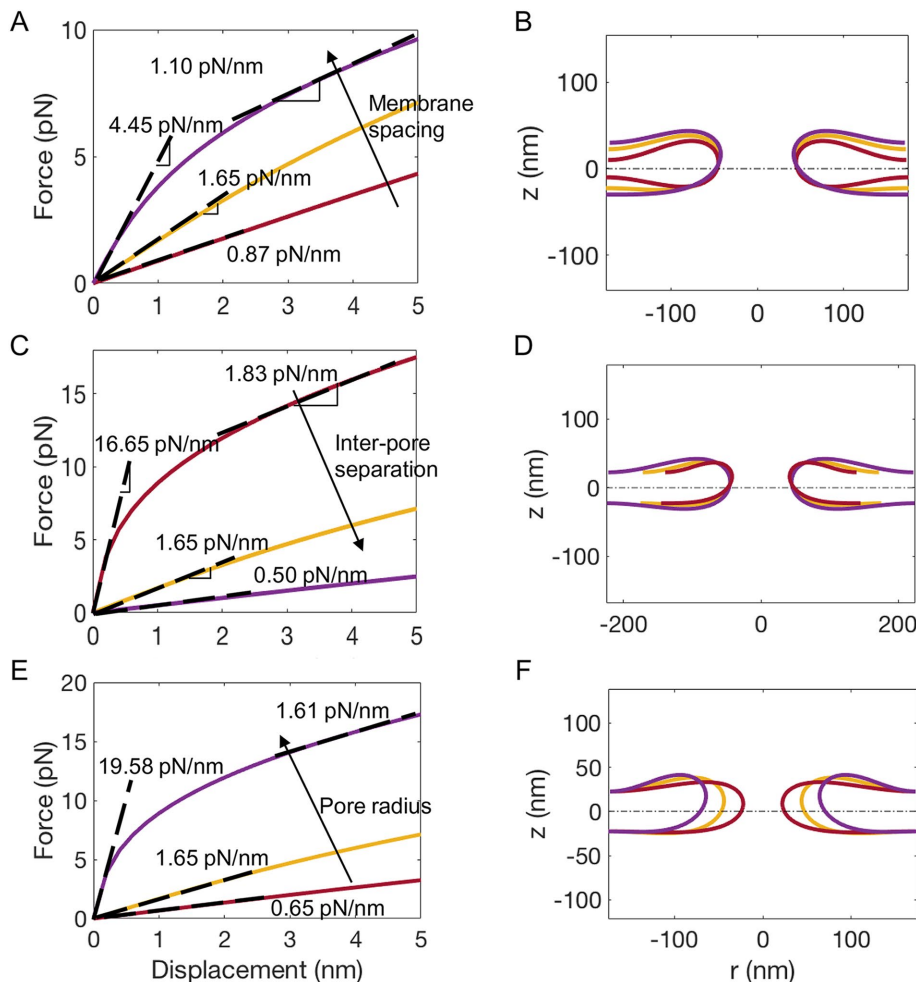 A
10
5
0
Force (pN)
1.10 pN/nm
4.45 pN/nm
1.65 pN/nm
0.87 pN/nm
Membrane
spacing
0 1 2 3 4 5
B
100
0
-100
z (nm)
-100 0 100
C
15
10
5
0
Force (pN)
1.83 pN/nm
16.65 pN/nm
Inter-pore
separation
1.65 pN/nm
0.50 pN/nm
0 1 2 3 4 5
D
100
0
-100
z (nm)
-200 0 200
E
20
15
10
5
0
Force (pN)
1.61 pN/nm
19.58 pN/nm
Pore radius
1.65 pN/nm
0.65 pN/nm
0 1 2 3 4 5
Displacement (nm)
F
100
50
0
-50
-100
z (nm)
-100 0 100
r (nm)